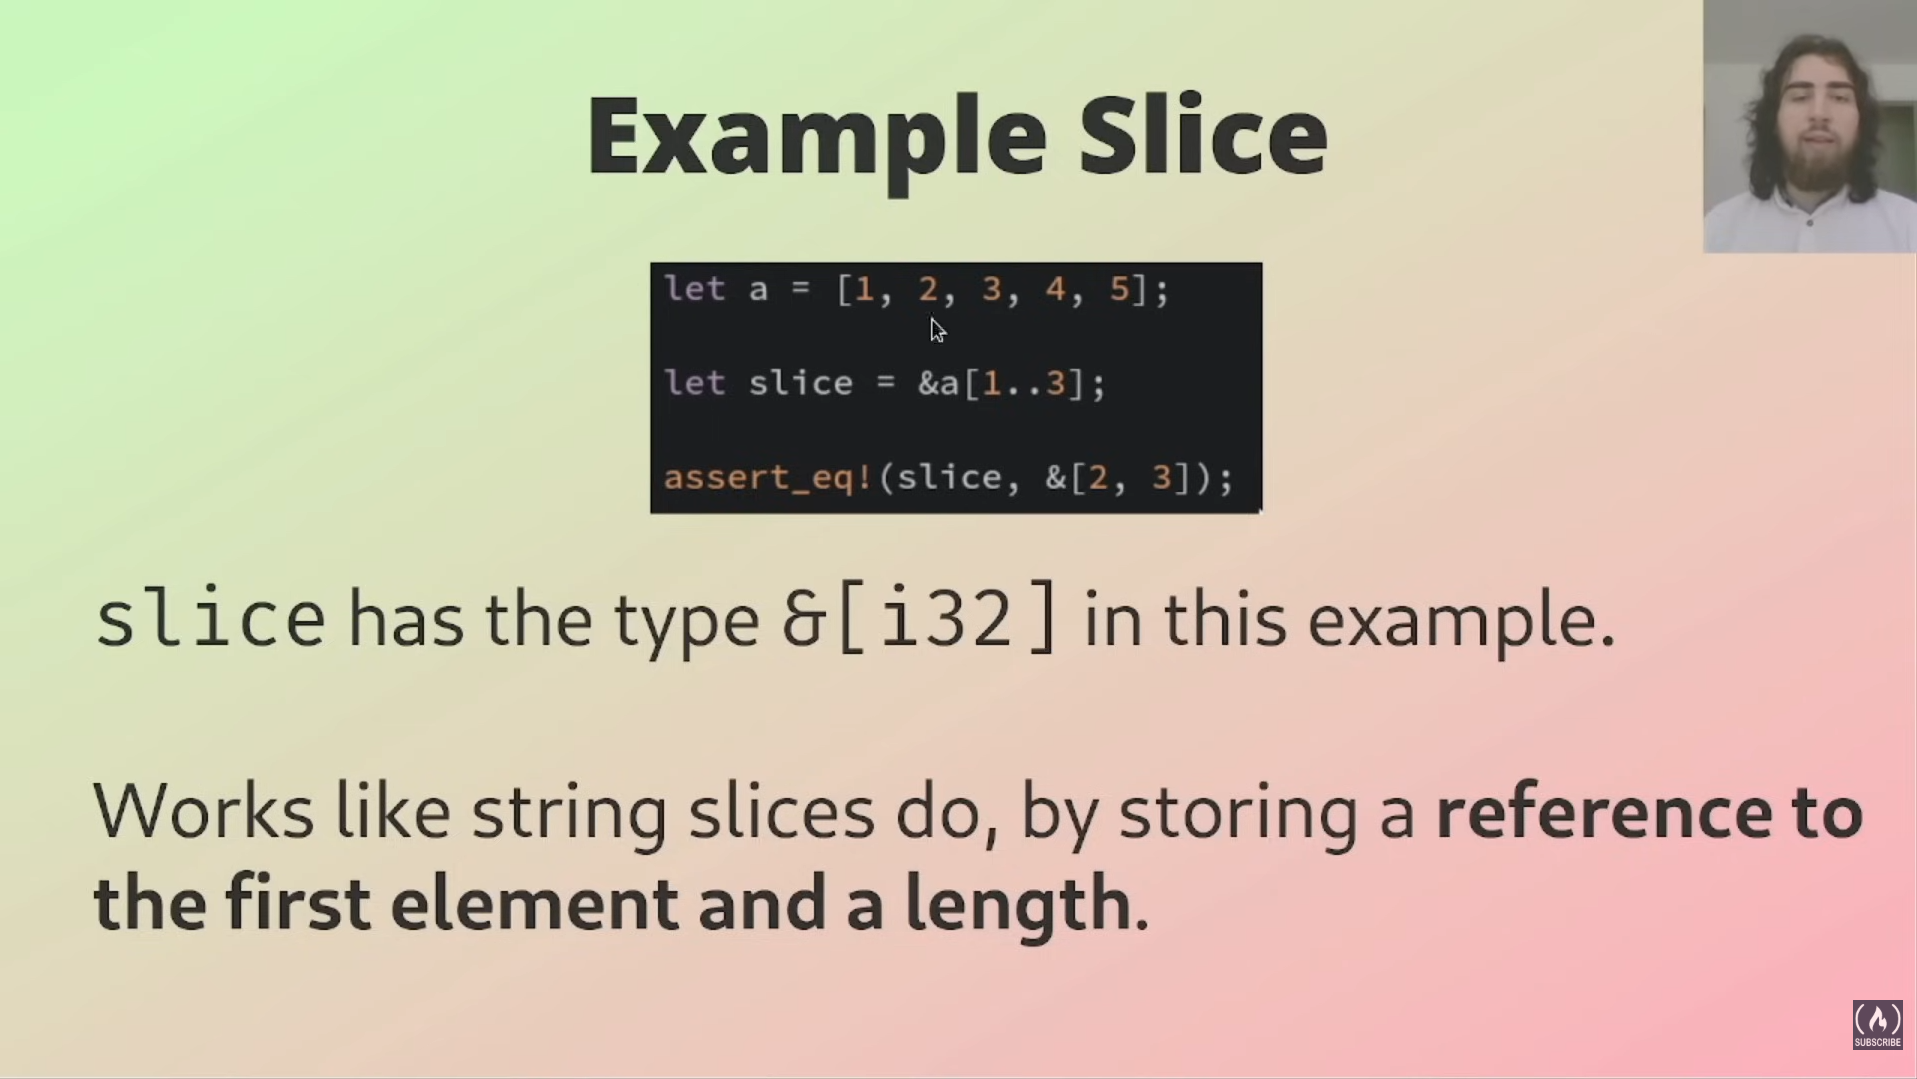 Example Slice
let a = [1, 2, 3, 4, 5];
let slice = &a[1..3];
assert_eq!(slice, &[2, 3]);
slice has the type &[i32] in this example.
Works like string slices do, by storing a reference to
the first element and a length.
SUBSCRIBE